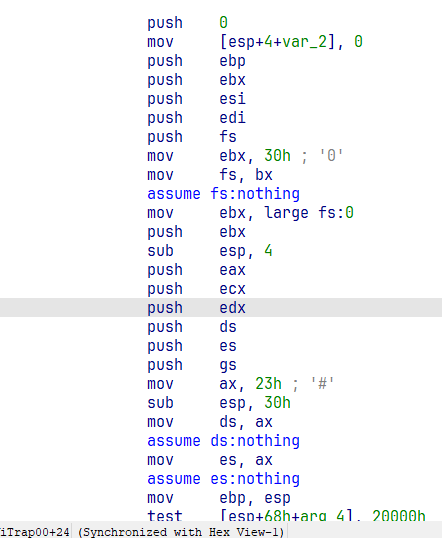 push 0
mov [esp+4+var_2], 0
push ebp
push ebx
push esi
push edi
push fs
mov ebx, 30h ; '0'
mov fs, bx
assume fs:nothing
mov ebx, large fs:0
push ebx
sub esp, 4
push eax
push ecx
push edx
push ds
push es
push gs
mov ax, 23h ; '#'
sub esp, 30h
mov ds, ax
assume ds:nothing
mov es, ax
assume es:nothing
mov ebp, esp
test [esp+68h+arg_4], 20000h
iTrap00+24 (Synchronized with Hex View-1)